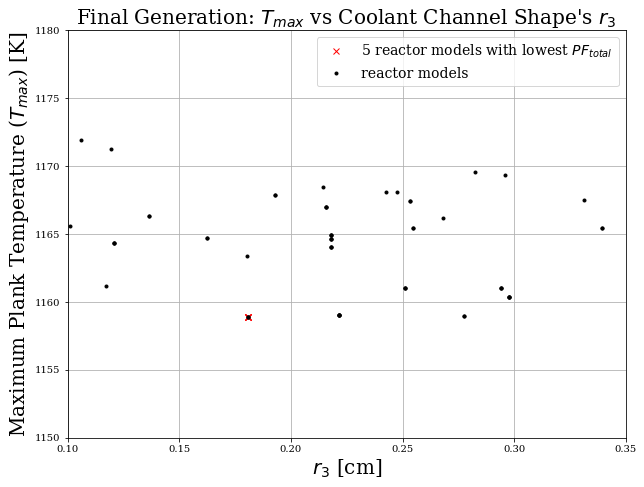 Final Generation: $T_{max}$ vs Coolant Channel Shape's $r_3$
5 reactor models with lowest $PF_{total}$
reactor models
Maximum Plank Temperature ($T_{max}$) [K]
1180
1175
1170
1165
1160
1155
1150
0.10 0.15 0.20 0.25 0.30 0.35
$r_3$ [cm]